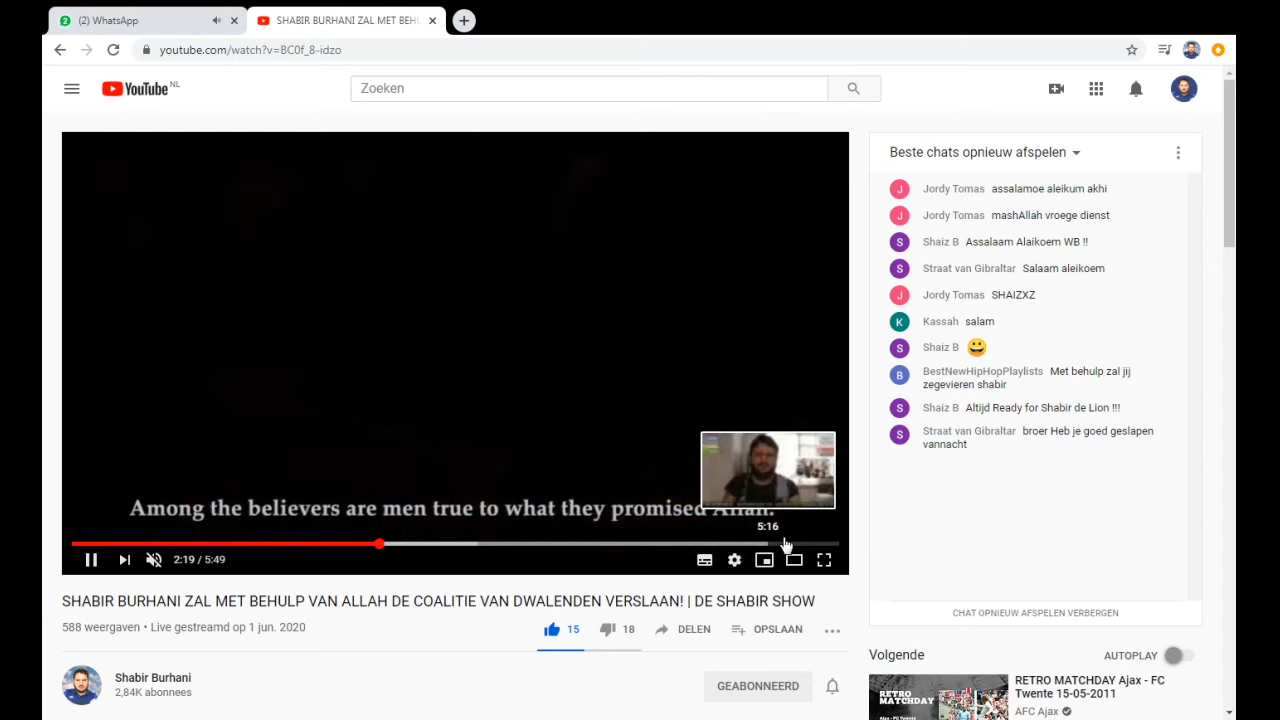 (2) WhatsApp
SHABIR BURHANI ZAL MET BEHU
youtube.com/watch?v=BC0f_8-idzo
YouTube NL
Zoeken
Beste chats opnieuw afspelen
Jordy Tomas assalamoe aleikum akhi
Jordy Tomas mashAllah vroege dienst
Shaiz B Assalaam Alaikoem WB !!
Straat van Gibraltar Salaam aleikoem
Jordy Tomas SHAIZXZ
Kassah salam
Shaiz B 😀
BestNewHipHopPlaylists Met behulp zal jij
zegevieren shabir
Shaiz B Altijd Ready for Shabir de Lion !!!
Straat van Gibraltar broer Heb je goed geslapen
vannacht
CHAT OPNIEUW AFSPELEN VERBERGEN
Among the believers are men true to what they promised Allah.
5:16
2:19 / 5:49
SHABIR BURHANI ZAL MET BEHULP VAN ALLAH DE COALITIE VAN DWALENDEN VERSLAAN! | DE SHABIR SHOW
588 weergaven • Live gestreamd op 1 jun. 2020
15
18
DELEN
OPSLAAN
Shabir Burhani
2,84K abonnees
GEABONNEERD
Volgende
AUTOPLAY
RETRO
MATCHDAY
RETRO MATCHDAY Ajax - FC
Twente 15-05-2011
AFC Ajax